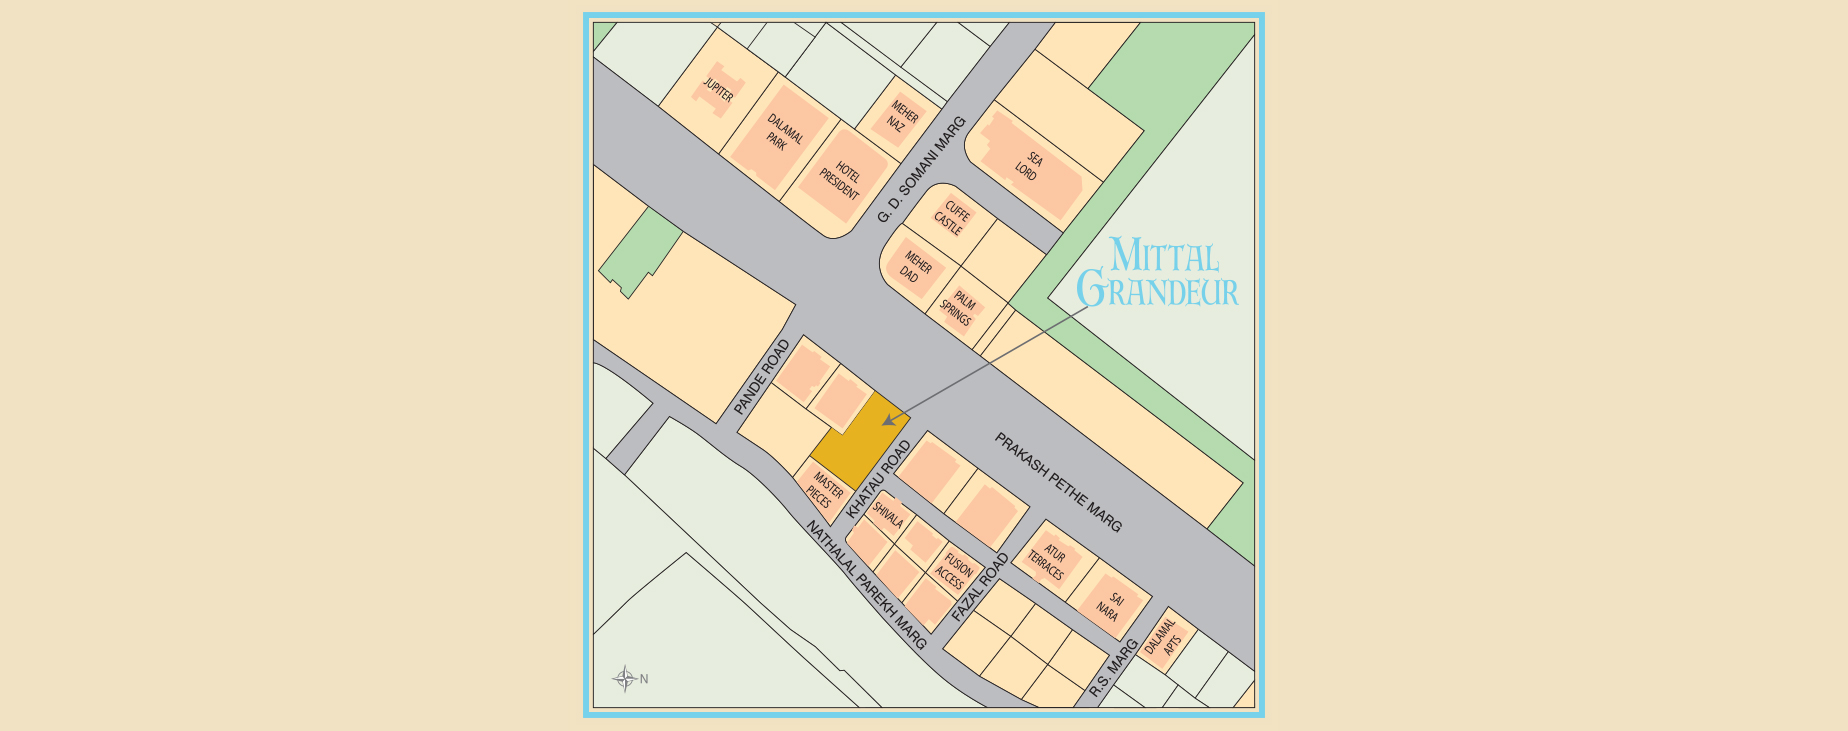 JUPITER
DALAMAL
PARK
HOTEL
PRESIDENT
MEHER
NAZ
G. D. SOMANI MARG
SEA
LORD
CUFFE
CASTLE
MEHER
DAD
PALM
SPRINGS
MITTAL
GRANDEUR
PANDE ROAD
PRAKASH PETHE MARG
MASTER
PIECES
KHATAU ROAD
SHIVALA
NATHALAL PAREKH MARG
FUSION
ACCESS
FAZAL ROAD
ATUR
TERRACES
SAI
NARA
DALAMAL
APTS
R.S. MARG
N